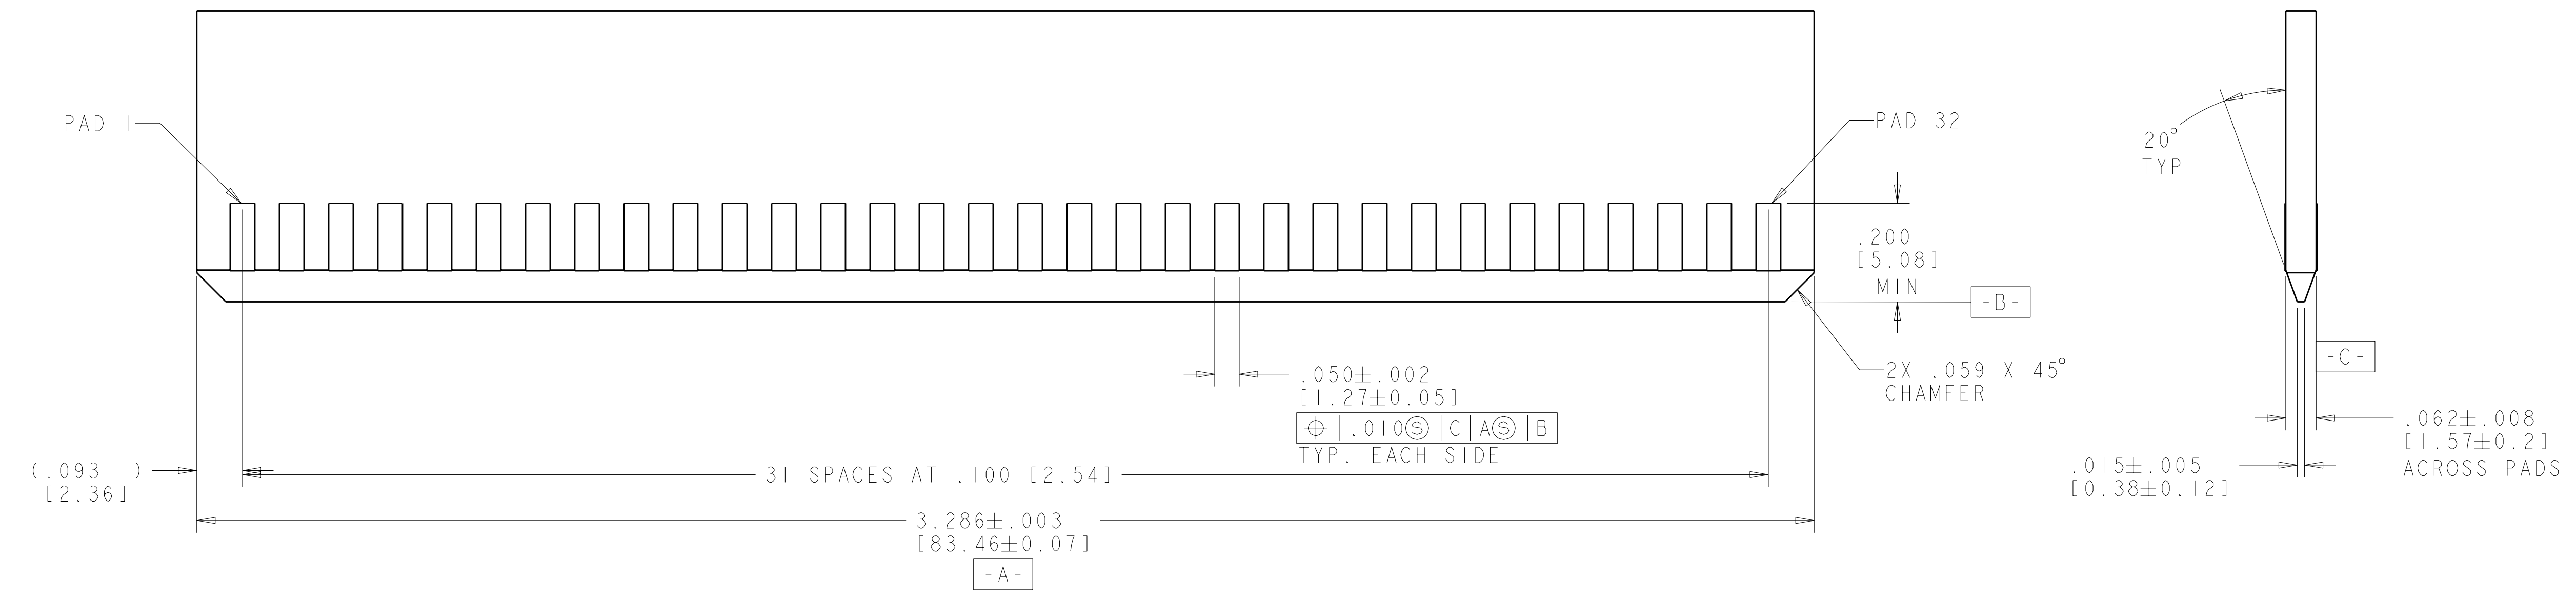 PAD 1
PAD 32
20°
TYP
.200
[5.08]
MIN
-B-
-C-
.050±.002
[1.27±0.05]
⌖ .010Ⓢ C AⓈ B
TYP. EACH SIDE
2X .059 X 45°
CHAMFER
.062±.008
[1.57±0.2]
ACROSS PADS
(.093 )
[2.36]
31 SPACES AT .100 [2.54]
.015±.005
[0.38±0.12]
3.286±.003
[83.46±0.07]
-A-